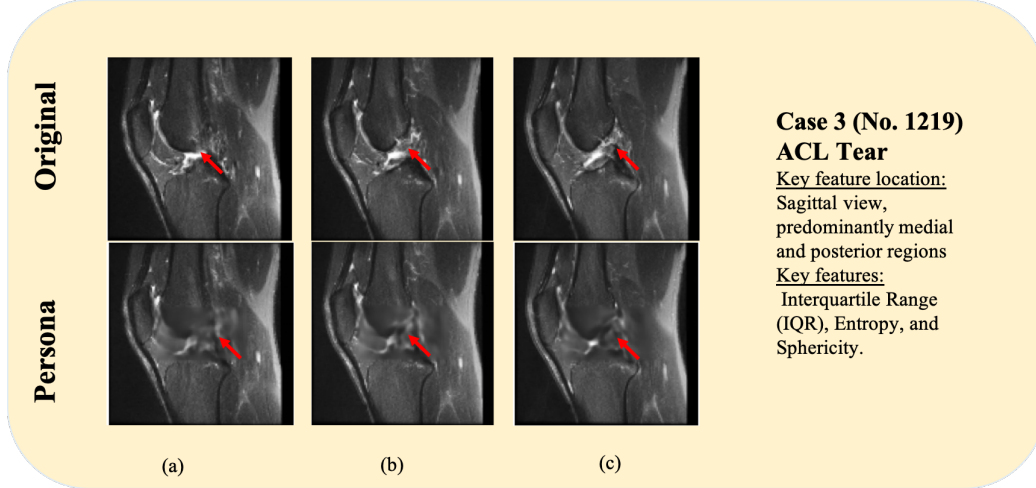 Original
Persona
(a)
(b)
(c)
Case 3 (No. 1219)
ACL Tear
Key feature location:
Sagittal view,
predominantly medial
and posterior regions
Key features:
Interquartile Range
(IQR), Entropy, and
Sphericity.